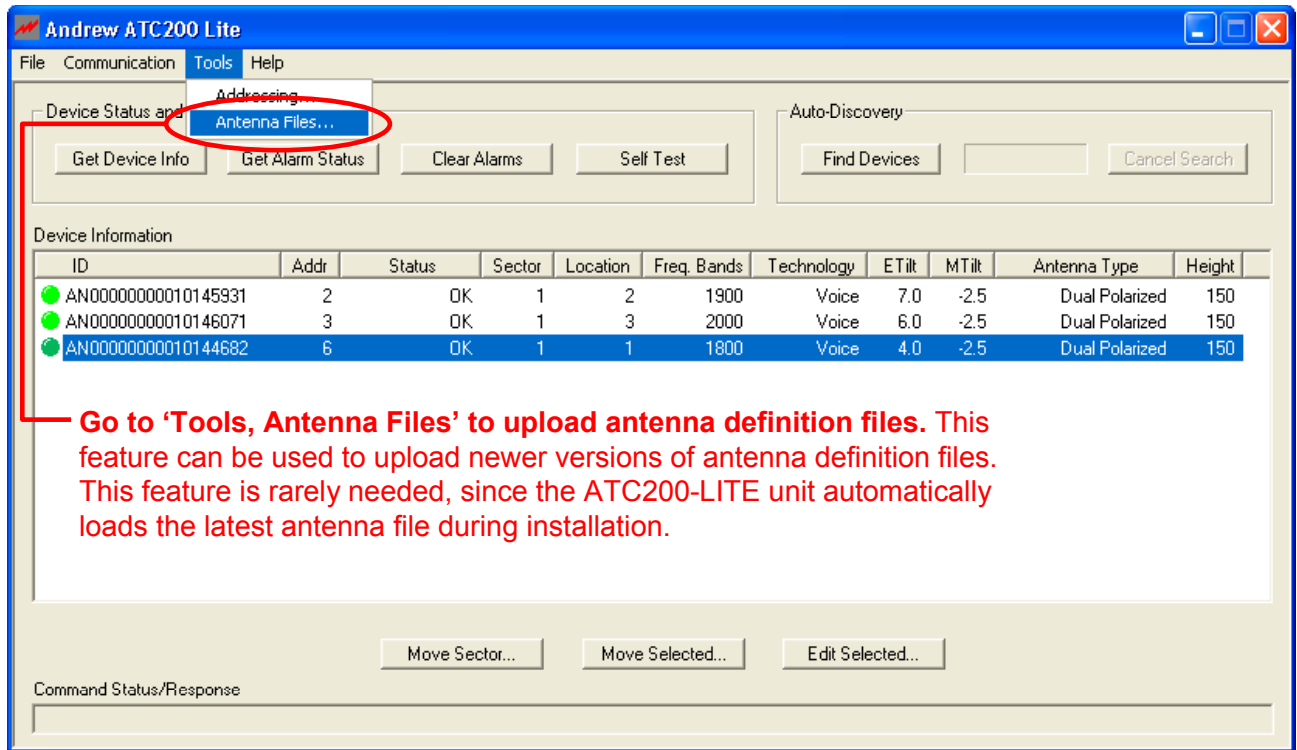 Andrew ATC200 Lite
File Communication Tools Help
Addressing...
Antenna Files...
Device Status and
Auto-Discovery
Get Device Info Get Alarm Status Clear Alarms Self Test Find Devices Cancel Search
Device Information
ID Addr Status Sector Location Freq. Bands Technology ETilt MTilt Antenna Type Height
AN00000000010145931 2 OK 1 2 1900 Voice 7.0 -2.5 Dual Polarized 150
AN00000000010146071 3 OK 1 3 2000 Voice 6.0 -2.5 Dual Polarized 150
AN00000000010144682 6 OK 1 1 1800 Voice 4.0 -2.5 Dual Polarized 150
Go to ‘Tools, Antenna Files’ to upload antenna definition files. This
feature can be used to upload newer versions of antenna definition files.
This feature is rarely needed, since the ATC200-LITE unit automatically
loads the latest antenna file during installation.
Move Sector... Move Selected... Edit Selected...
Command Status/Response